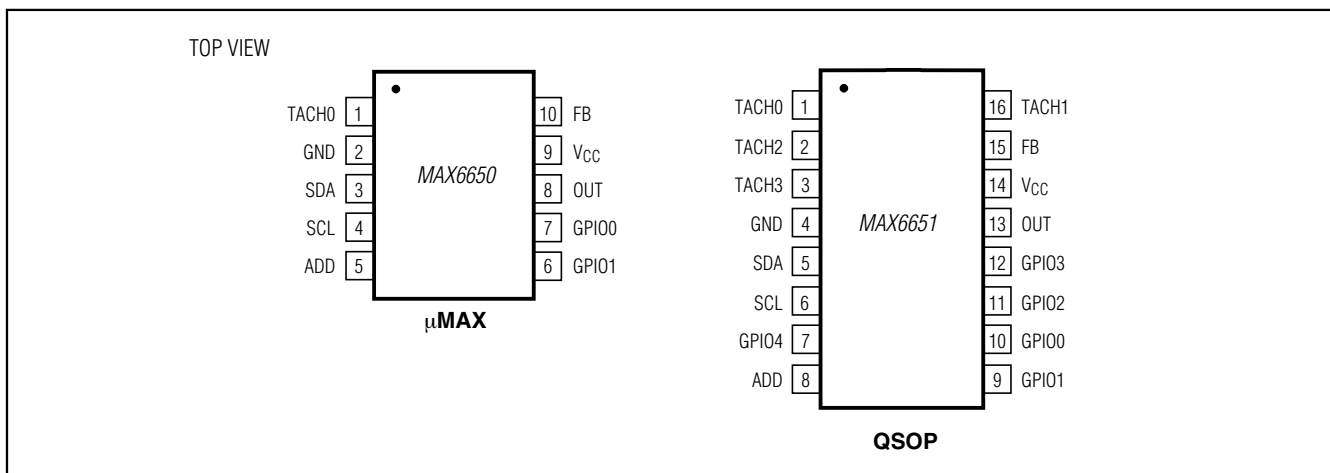 TOP VIEW
TACH0 1
GND 2
SDA 3
SCL 4
ADD 5
MAX6650
10 FB
9 VCC
8 OUT
7 GPIO0
6 GPIO1
μMAX
TACH0 1
TACH2 2
TACH3 3
GND 4
SDA 5
SCL 6
GPIO4 7
ADD 8
MAX6651
16 TACH1
15 FB
14 VCC
13 OUT
12 GPIO3
11 GPIO2
10 GPIO0
9 GPIO1
QSOP